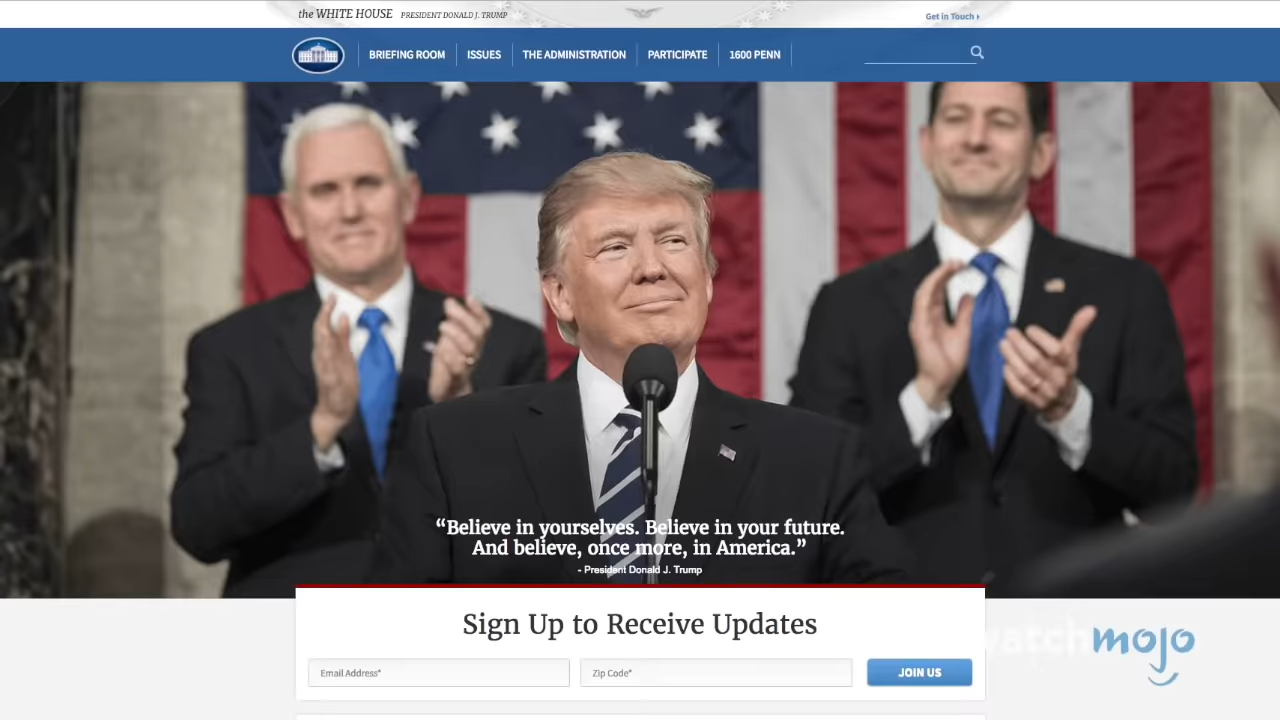 the WHITE HOUSE PRESIDENT DONALD J. TRUMP
Get in Touch
BRIEFING ROOM ISSUES THE ADMINISTRATION PARTICIPATE 1600 PENN
“Believe in yourselves. Believe in your future.
And believe, once more, in America.”
- President Donald J. Trump
Sign Up to Receive Updates
Email Address* Zip Code* JOIN US
watchmojo